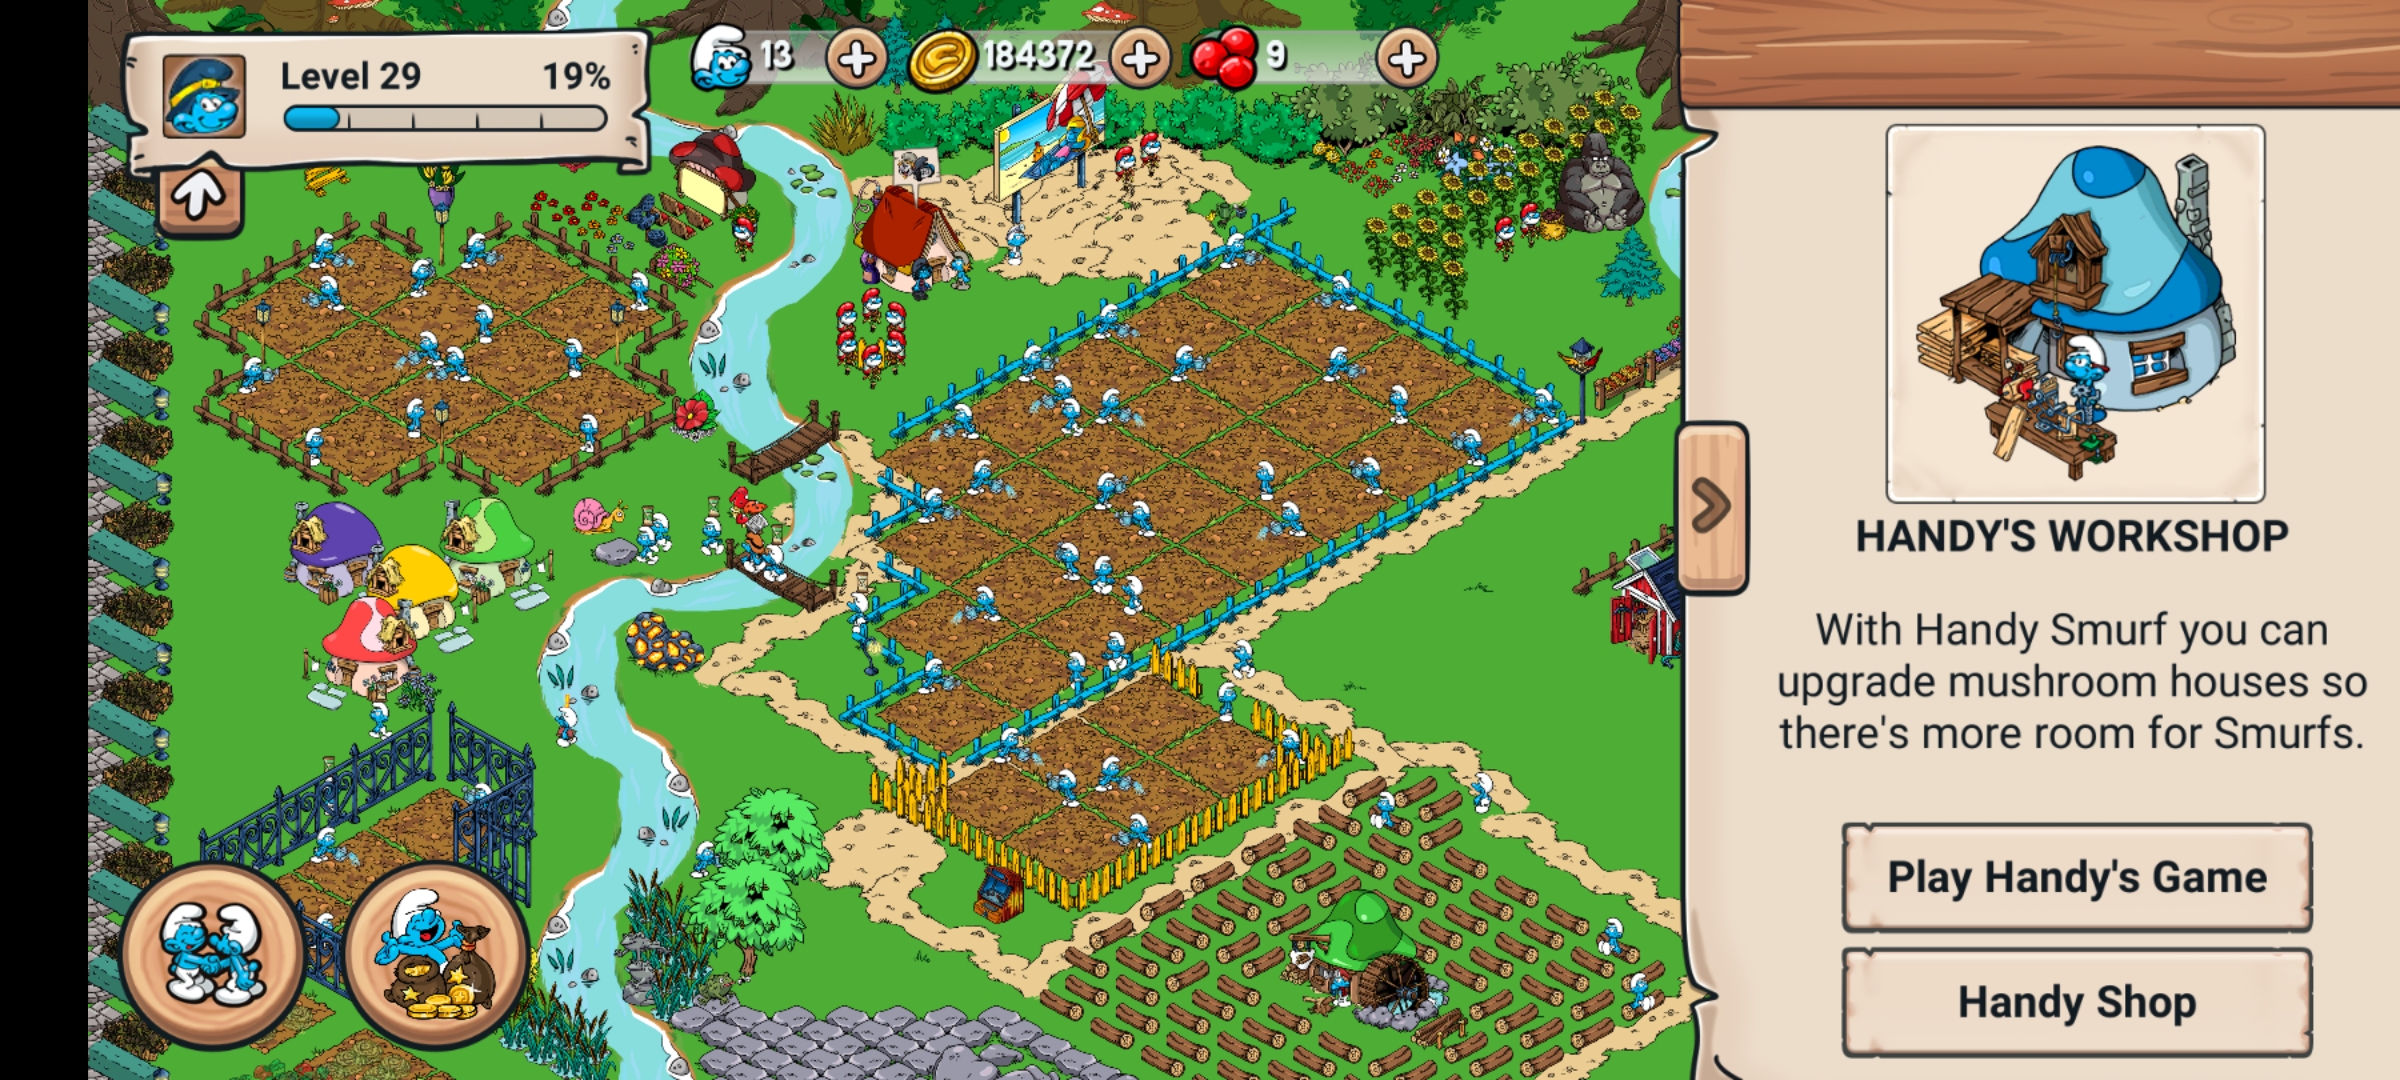 Level 29
19%
13
184372
9
HANDY'S WORKSHOP
With Handy Smurf you can
upgrade mushroom houses so
there's more room for Smurfs.
Play Handy's Game
Handy Shop